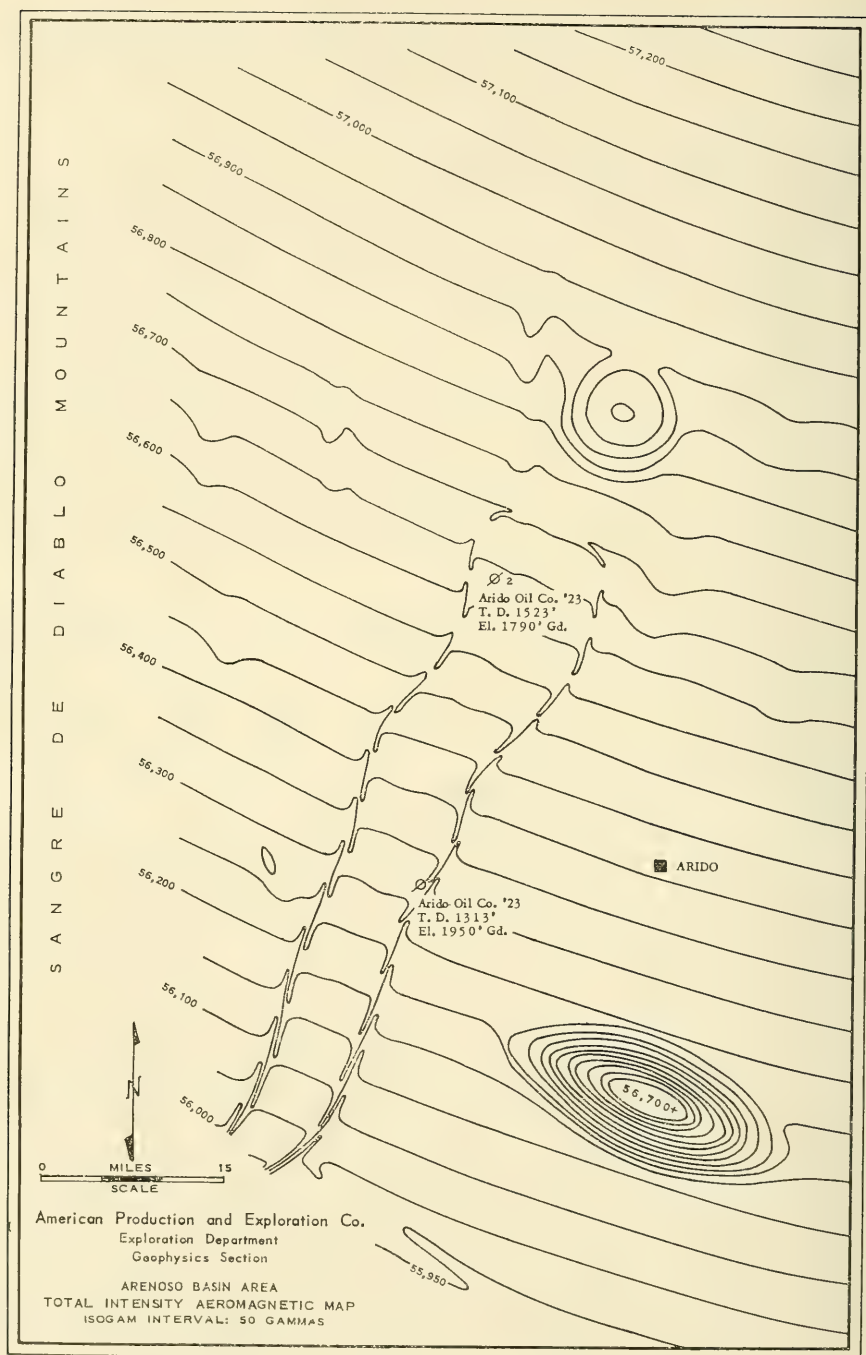 57,200
57,100
57,000
56,900
56,800
56,700
56,600
56,500
56,400
56,300
56,200
56,100
56,000
SANGRE DE DIABLO MOUNTAINS
2
Arido Oil Co. '23
T. D. 1523'
El. 1790' Gd.
ARIDO
Arido Oil Co. '23
T. D. 1313'
El. 1950' Gd.
56,700+
55,950
N
0 MILES 15
SCALE
American Production and Exploration Co.
Exploration Department
Geophysics Section
ARENOSO BASIN AREA
TOTAL INTENSITY AEROMAGNETIC MAP
ISOGAM INTERVAL: 50 GAMMAS